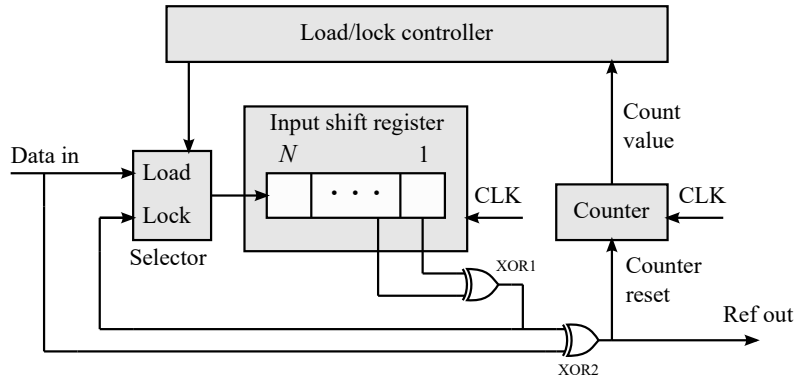 Load/lock controller
Input shift register
N
1
Data in
Load
Lock
Selector
. . .
CLK
Count
value
Counter
CLK
XOR1
Counter
reset
Ref out
XOR2